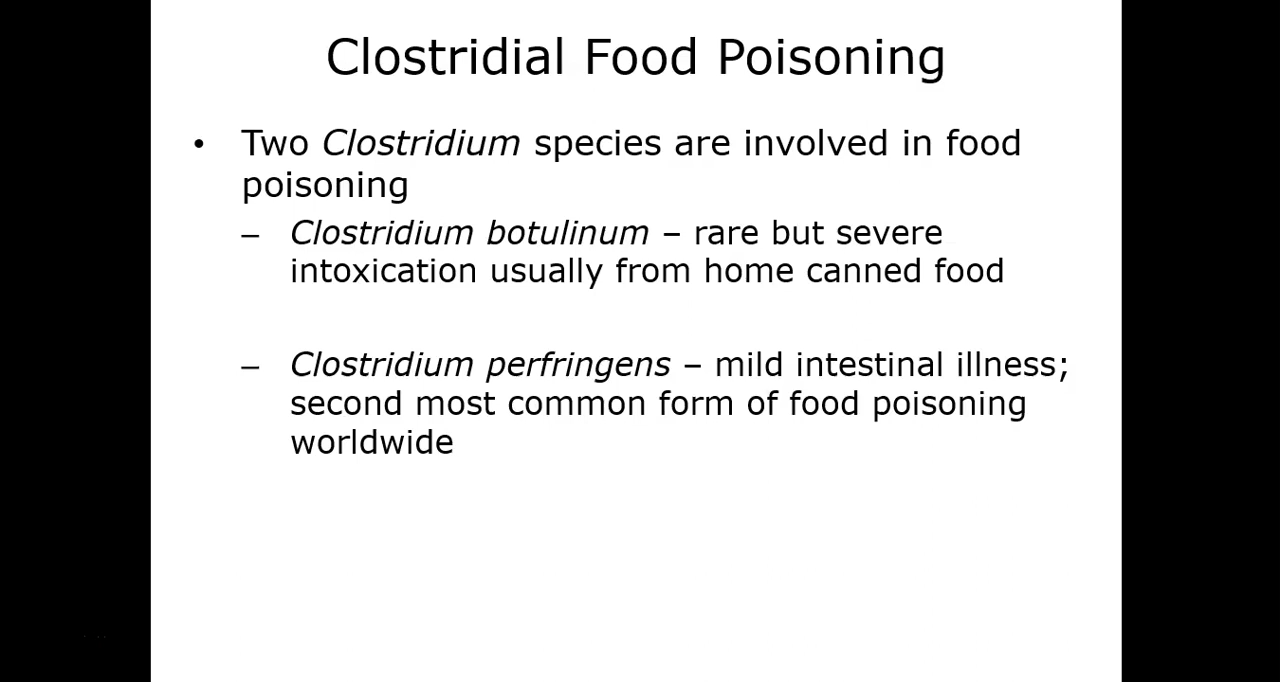 Clostridial Food Poisoning
• Two Clostridium species are involved in food
poisoning
– Clostridium botulinum – rare but severe
intoxication usually from home canned food
– Clostridium perfringens – mild intestinal illness;
second most common form of food poisoning
worldwide